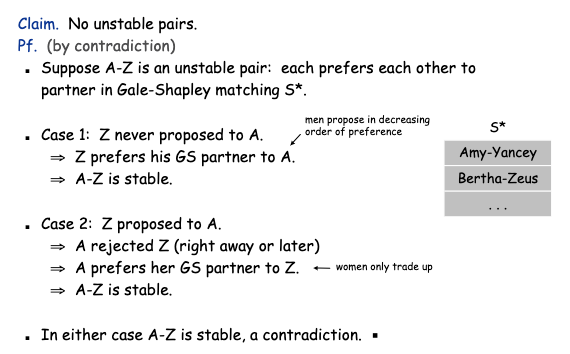 Claim. No unstable pairs.
Pf. (by contradiction)
▪ Suppose A-Z is an unstable pair: each prefers each other to
partner in Gale-Shapley matching S*.
▪ Case 1: Z never proposed to A.
⇒ Z prefers his GS partner to A.
⇒ A-Z is stable.
men propose in decreasing
order of preference
S*
Amy-Yancey
Bertha-Zeus
. . .
▪ Case 2: Z proposed to A.
⇒ A rejected Z (right away or later)
⇒ A prefers her GS partner to Z. ← women only trade up
⇒ A-Z is stable.
▪ In either case A-Z is stable, a contradiction. ▪